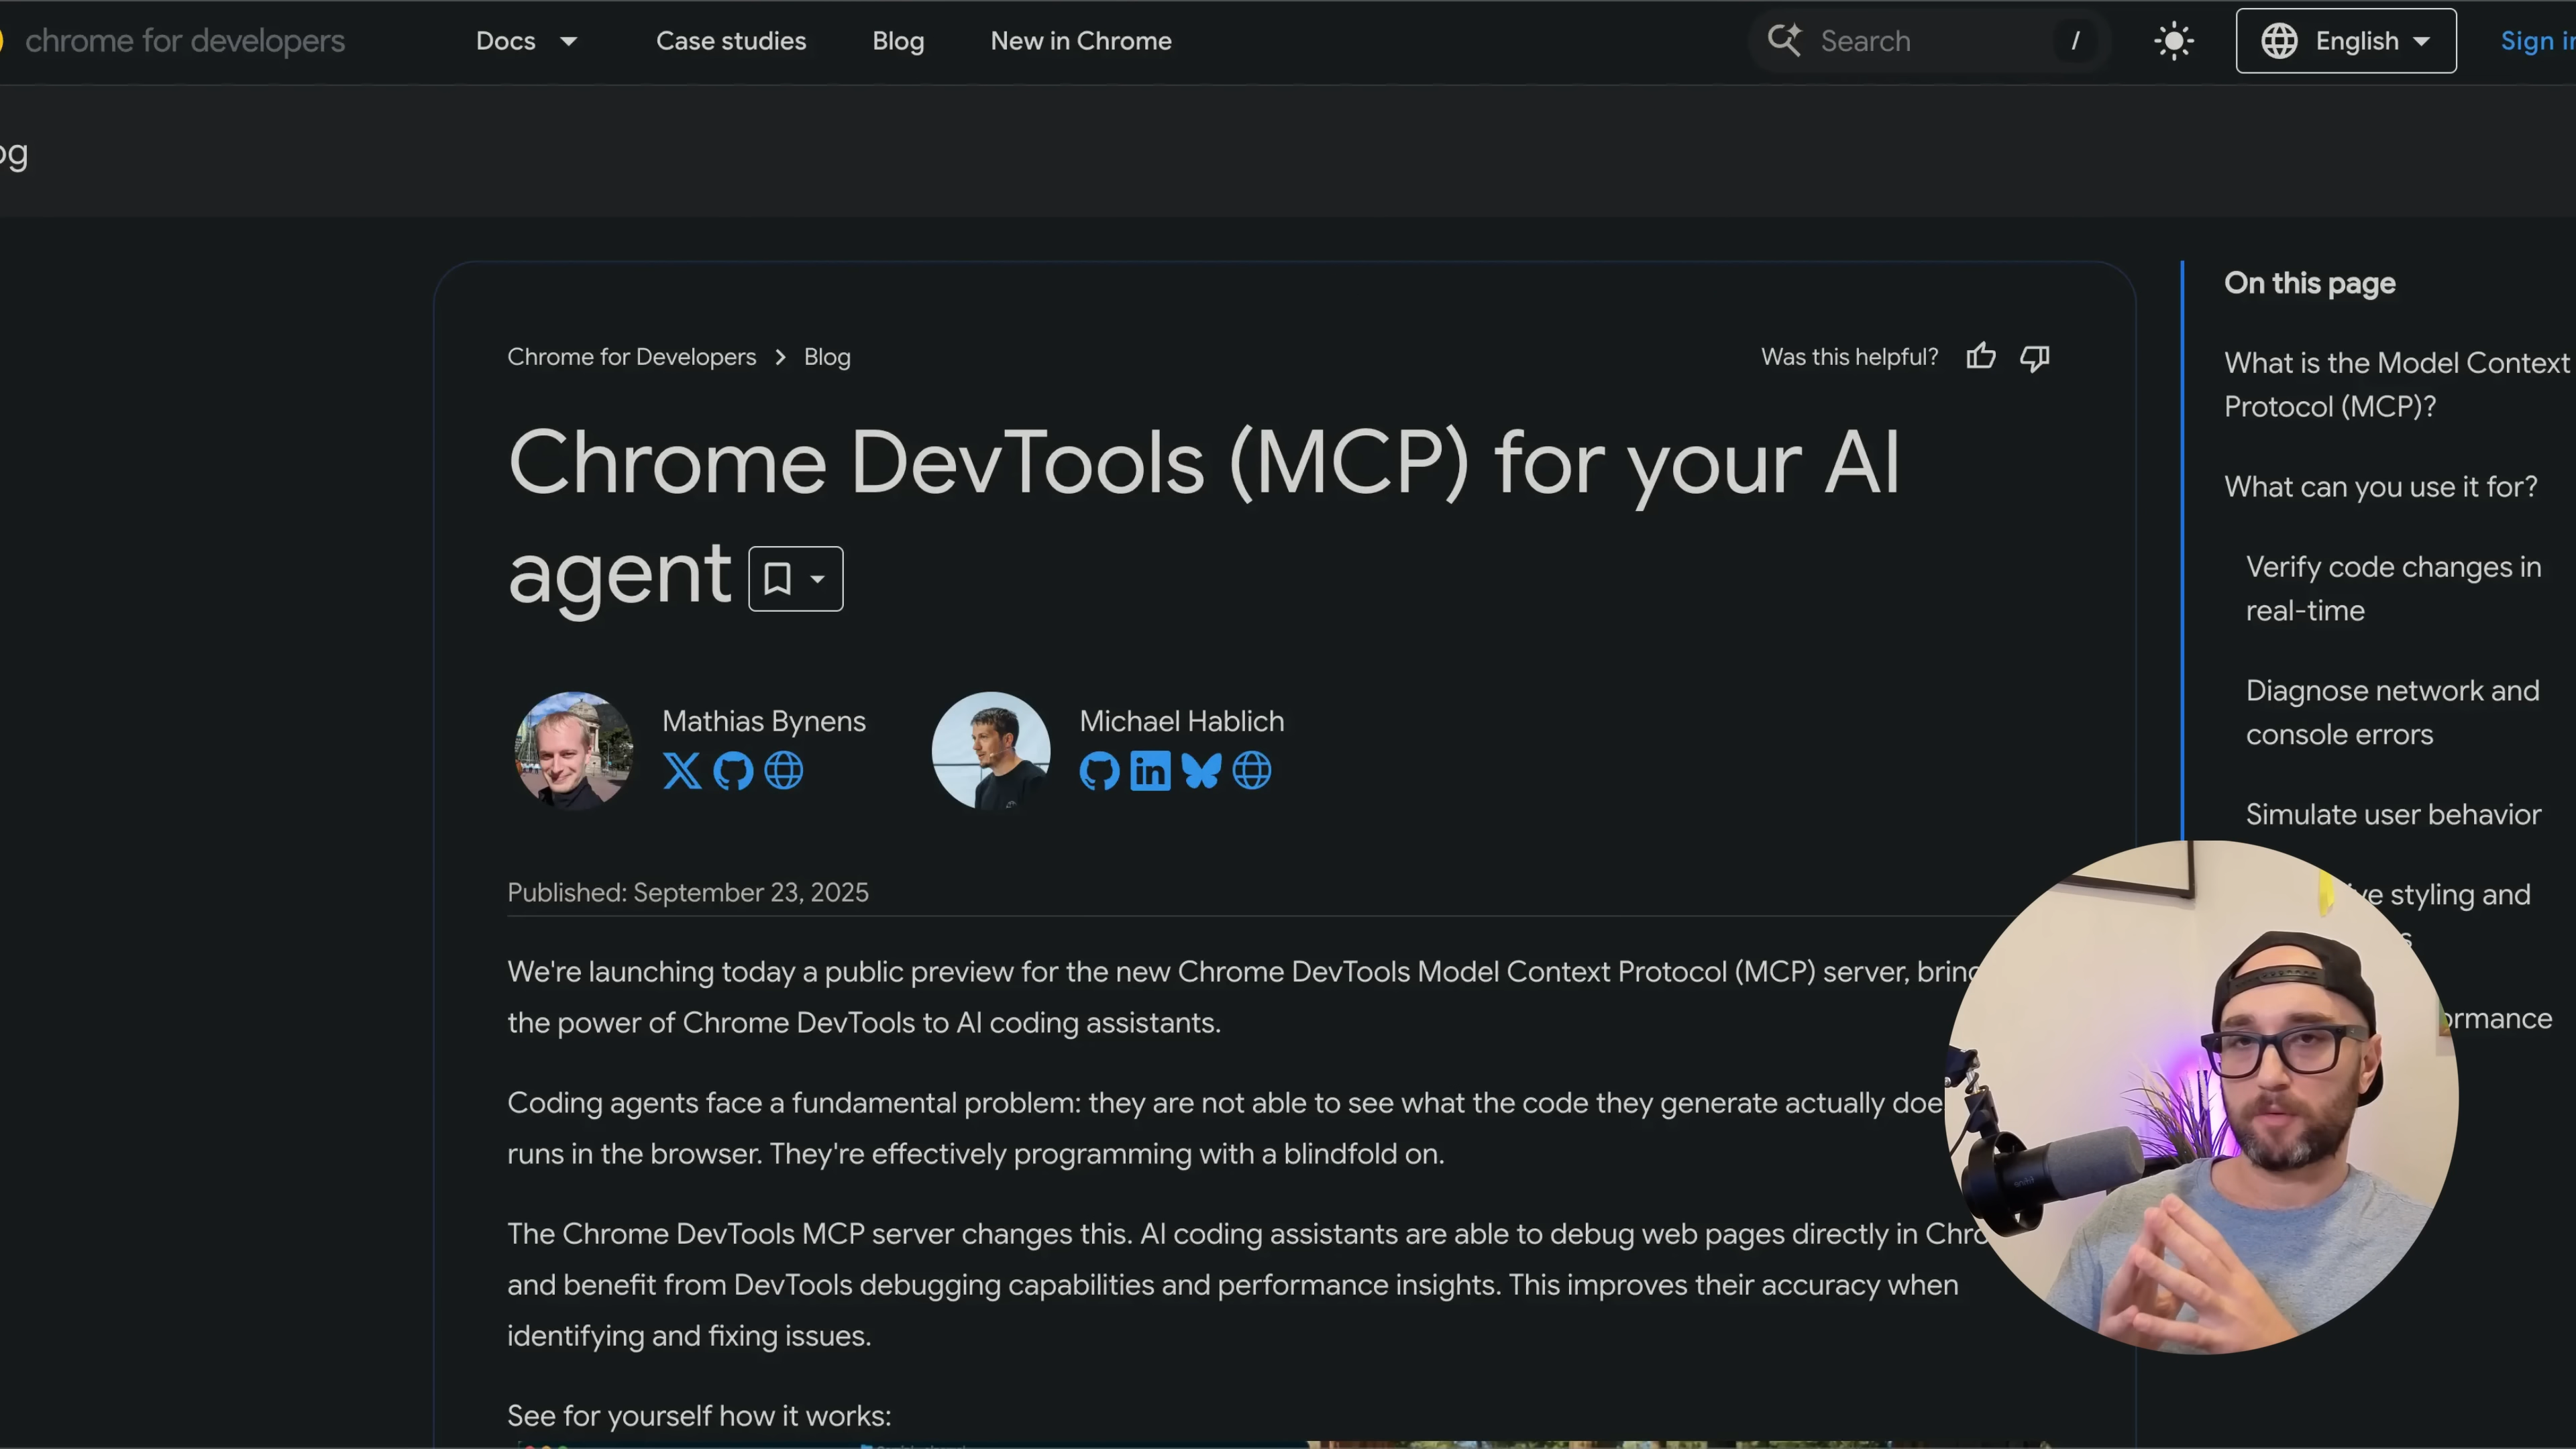 chrome for developers
Docs
Case studies
Blog
New in Chrome
Search
/
English
Sign in
Chrome for Developers
Blog
Was this helpful?
Chrome DevTools (MCP) for your AI
agent
Mathias Bynens
Michael Hablich
Published: September 23, 2025
We're launching today a public preview for the new Chrome DevTools Model Context Protocol (MCP) server,
the power of Chrome DevTools to AI coding assistants.
Coding agents face a fundamental problem: they are not able to see what the code they generate actually
runs in the browser. They're effectively programming with a blindfold on.
The Chrome DevTools MCP server changes this. AI coding assistants are able to debug web pages directly in
and benefit from DevTools debugging capabilities and performance insights. This improves their accuracy when
identifying and fixing issues.
See for yourself how it works:
On this page
What is the Model Context
Protocol (MCP)?
What can you use it for?
Verify code changes in
real-time
Diagnose network and
console errors
Simulate user behavior
styling and